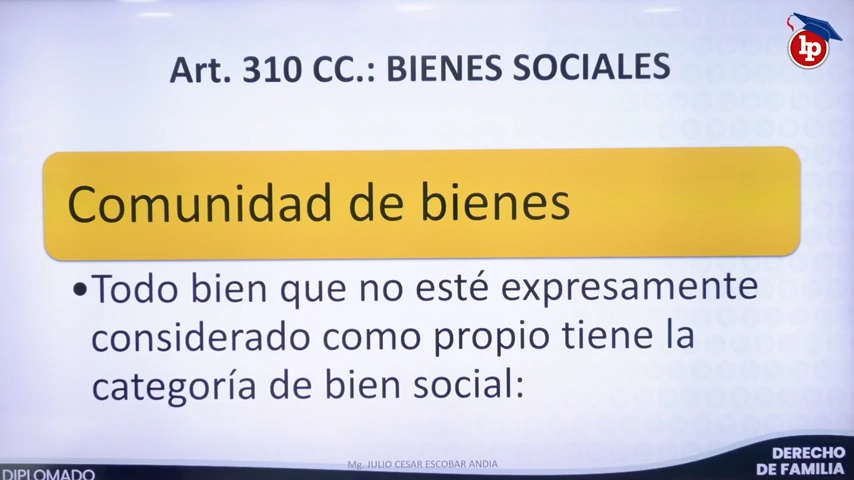 lp
Art. 310 CC.: BIENES SOCIALES
Comunidad de bienes
•Todo bien que no esté expresamente
considerado como propio tiene la
categoría de bien social:
Mg. JULIO CESAR ESCOBAR ANDIA
DIPLOMADO
DERECHO
DE FAMILIA